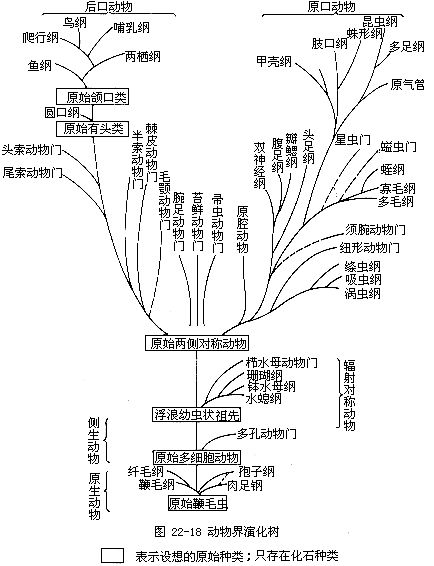 后口动物
原口动物
鸟纲
哺乳纲
爬行纲
两栖纲
鱼纲
原始颌口类
圆口纲
原始有头类
头索动物门
尾索动物门
半索动物门
棘皮动物门
毛颚动物门
腕足动物门
苔鲜动物门
帚虫动物门
原腔动物
双神经纲
腹足纲
瓣鳃纲
头足纲
昆虫纲
蛛形纲
肢口纲
多足纲
甲壳纲
原气管
星虫门
螠虫门
蛭纲
寡毛纲
多毛纲
须腕动物门
纽形动物门
绦虫纲
吸虫纲
涡虫纲
原始两侧对称动物
栉水母动物门
珊瑚纲
钵水母纲
水螅纲
辐射对称动物
浮浪幼虫状祖先
侧生动物
多孔动物门
原始多细胞动物
原生动物
纤毛纲
孢子纲
鞭毛纲
肉足钢
原始鞭毛虫
图 22-18 动物界演化树
表示设想的原始种类；只存在化石种类